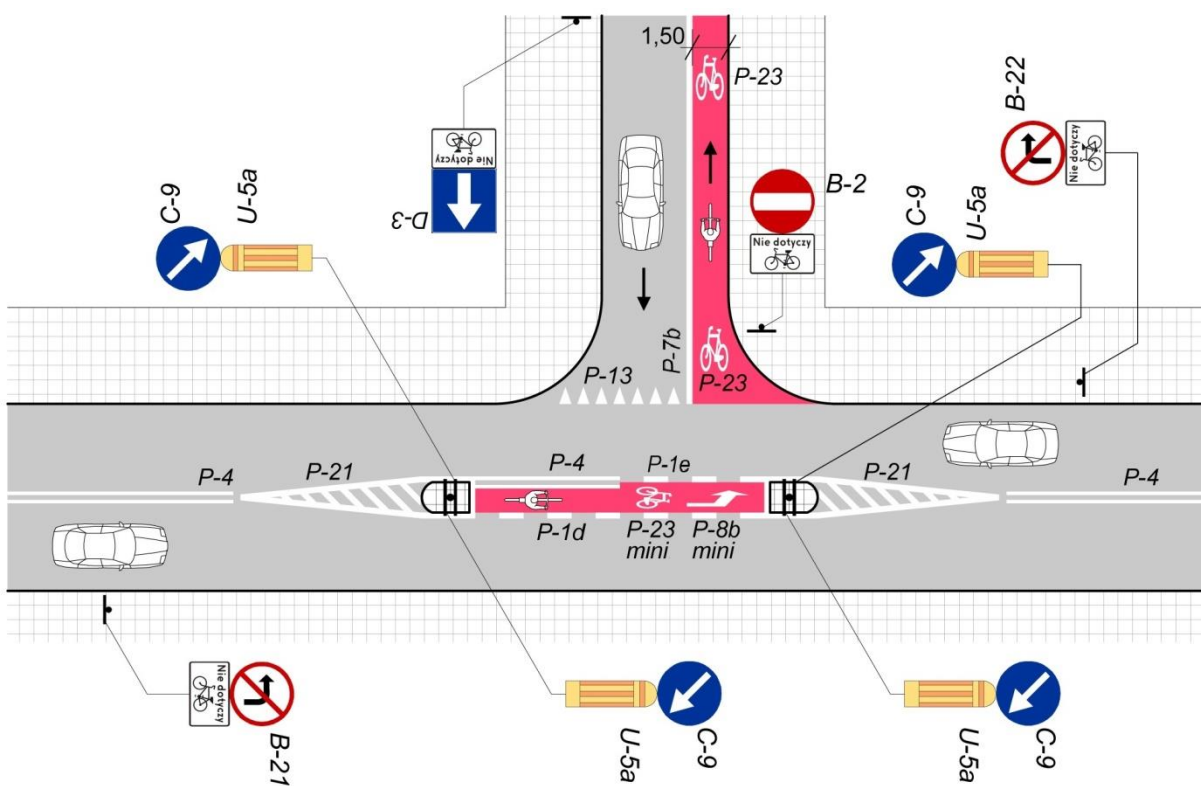 1,50
P-23
B-22
Nie dotyczy
Nie dotyczy
D-3
C-9
U-5a
B-2
Nie dotyczy
C-9
U-5a
P-7b
P-13
P-23
P-4
P-21
P-4
P-1e
P-21
P-4
P-1d
P-23
mini
P-8b
mini
Nie dotyczy
B-21
U-5a
C-9
U-5a
C-9